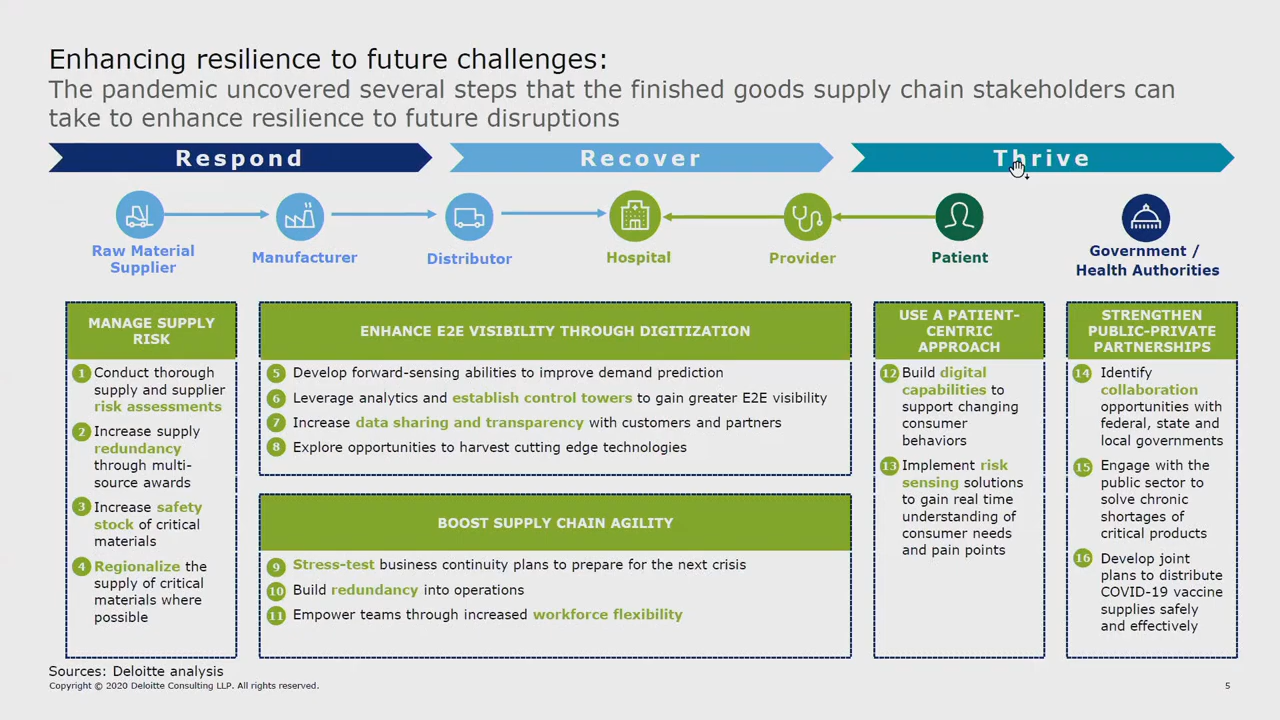 Enhancing resilience to future challenges:
The pandemic uncovered several steps that the finished goods supply chain stakeholders can
take to enhance resilience to future disruptions
Respond
Recover
Thrive
Raw Material
Supplier
Manufacturer
Distributor
Hospital
Provider
Patient
Government /
Health Authorities
MANAGE SUPPLY
RISK
1 Conduct thorough
supply and supplier
risk assessments
2 Increase supply
redundancy
through multi-
source awards
3 Increase safety
stock of critical
materials
4 Regionalize the
supply of critical
materials where
possible
ENHANCE E2E VISIBILITY THROUGH DIGITIZATION
5 Develop forward-sensing abilities to improve demand prediction
6 Leverage analytics and establish control towers to gain greater E2E visibility
7 Increase data sharing and transparency with customers and partners
8 Explore opportunities to harvest cutting edge technologies
BOOST SUPPLY CHAIN AGILITY
9 Stress-test business continuity plans to prepare for the next crisis
10 Build redundancy into operations
11 Empower teams through increased workforce flexibility
USE A PATIENT-
CENTRIC
APPROACH
12 Build digital
capabilities to
support changing
consumer
behaviors
13 Implement risk
sensing solutions
to gain real time
understanding of
consumer needs
and pain points
STRENGTHEN
PUBLIC-PRIVATE
PARTNERSHIPS
14 Identify
collaboration
opportunities with
federal, state and
local governments
15 Engage with the
public sector to
solve chronic
shortages of
critical products
16 Develop joint
plans to distribute
COVID-19 vaccine
supplies safely
and effectively
Sources: Deloitte analysis
Copyright © 2020 Deloitte Consulting LLP. All rights reserved.
5